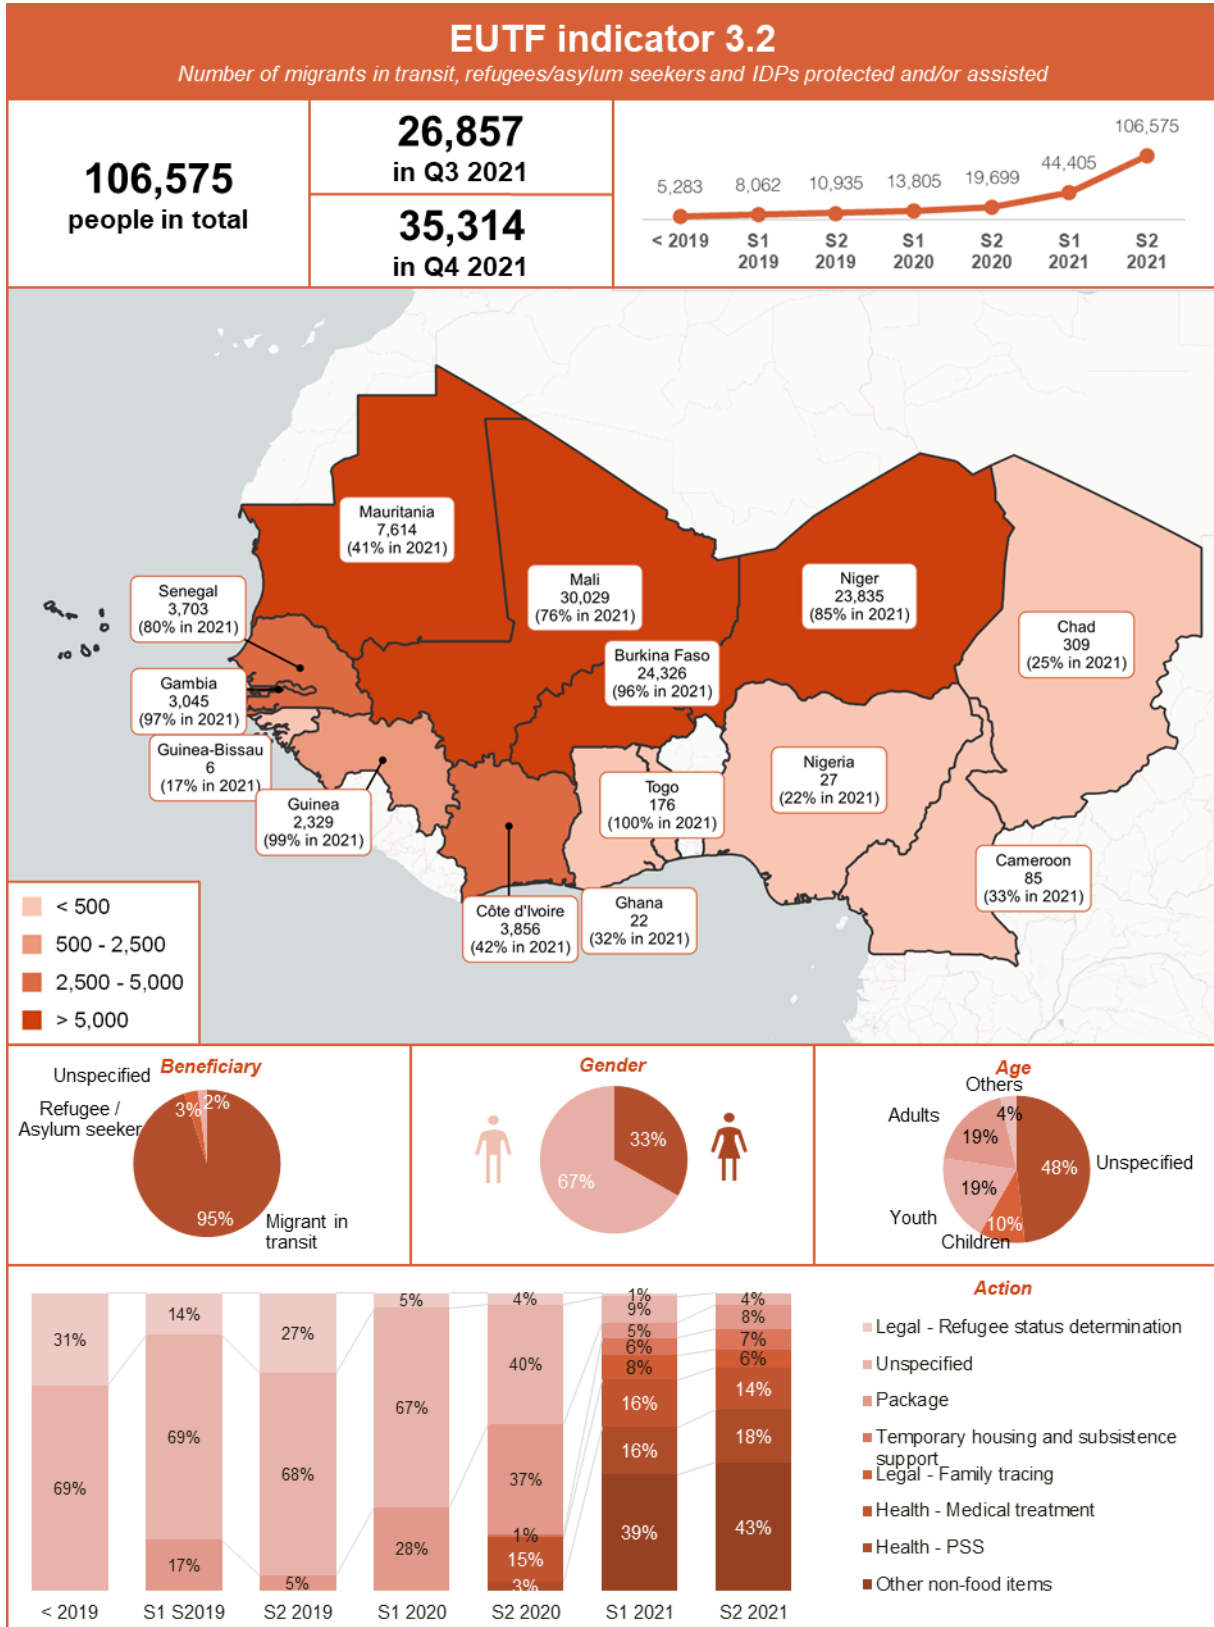 EUTF indicator 3.2
Number of migrants in transit, refugees/asylum seekers and IDPs protected and/or assisted
106,575
people in total
26,857
in Q3 2021
35,314
in Q4 2021
5,283
8,062
10,935
13,805
19,699
44,405
106,575
< 2019
S1
2019
S2
2019
S1
2020
S2
2020
S1
2021
S2
2021
Mauritania
7,614
(41% in 2021)
Mali
30,029
(76% in 2021)
Niger
23,835
(85% in 2021)
Senegal
3,703
(80% in 2021)
Chad
309
(25% in 2021)
Burkina Faso
24,326
(96% in 2021)
Gambia
3,045
(97% in 2021)
Guinea-Bissau
6
(17% in 2021)
Guinea
2,329
(99% in 2021)
Togo
176
(100% in 2021)
Nigeria
27
(22% in 2021)
Cameroon
85
(33% in 2021)
Côte d'Ivoire
3,856
(42% in 2021)
Ghana
22
(32% in 2021)
< 500
500 - 2,500
2,500 - 5,000
> 5,000
Beneficiary
Unspecified
Refugee /
Asylum seeker
3%
2%
95%
Migrant in
transit
Gender
33%
67%
Age
Others
Adults
4%
19%
48%
Unspecified
19%
Youth
10%
Children
Action
31%
69%
14%
69%
17%
27%
68%
5%
5%
67%
28%
4%
40%
37%
1%
15%
3%
1%
9%
5%
6%
8%
16%
16%
39%
4%
8%
7%
6%
14%
18%
43%
< 2019
S1 S2019
S2 2019
S1 2020
S2 2020
S1 2021
S2 2021
Legal - Refugee status determination
Unspecified
Package
Temporary housing and subsistence
support
Legal - Family tracing
Health - Medical treatment
Health - PSS
Other non-food items